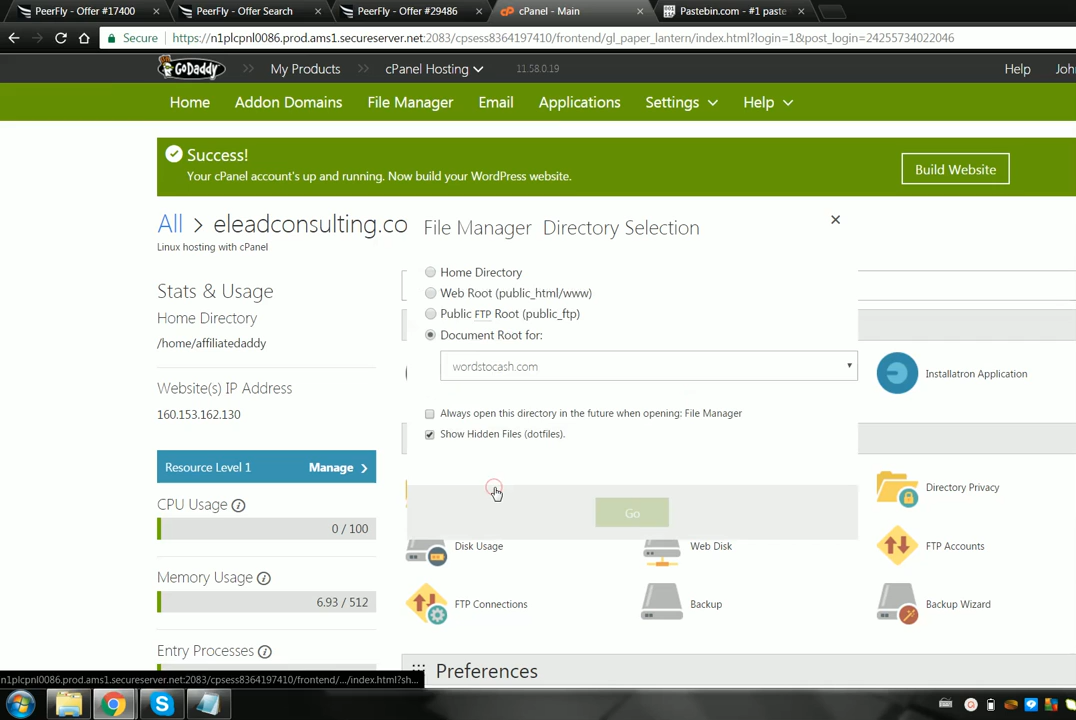 PeerFly - Offer #17400
PeerFly - Offer Search
PeerFly - Offer #29486
cPanel - Main
Pastebin.com - #1 paste
Secure https://n1plcpnl0086.prod.ams1.secureserver.net:2083/cpsess8364197410/frontend/gl_paper_lantern/index.html?login=1&post_login=24255734022046
GoDaddy My Products cPanel Hosting 11.58.0.19 Help Joh
Home Addon Domains File Manager Email Applications Settings Help
Success!
Your cPanel account's up and running. Now build your WordPress website.
Build Website
All > eleadconsulting.co
Linux hosting with cPanel
File Manager Directory Selection
Home Directory
Web Root (public_html/www)
Public FTP Root (public_ftp)
Document Root for:
wordstocash.com
Always open this directory in the future when opening: File Manager
Show Hidden Files (dotfiles).
Go
Stats & Usage
Home Directory
/home/affiliatedaddy
Website(s) IP Address
160.153.162.130
Resource Level 1 Manage
CPU Usage
0 / 100
Memory Usage
6.93 / 512
Entry Processes
Installatron Application
Directory Privacy
Disk Usage
Web Disk
FTP Accounts
FTP Connections
Backup
Backup Wizard
Preferences
n1plcpnl0086.prod.ams1.secureserver.net:2083/cpsess8364197410/frontend/.../index.html?sh...